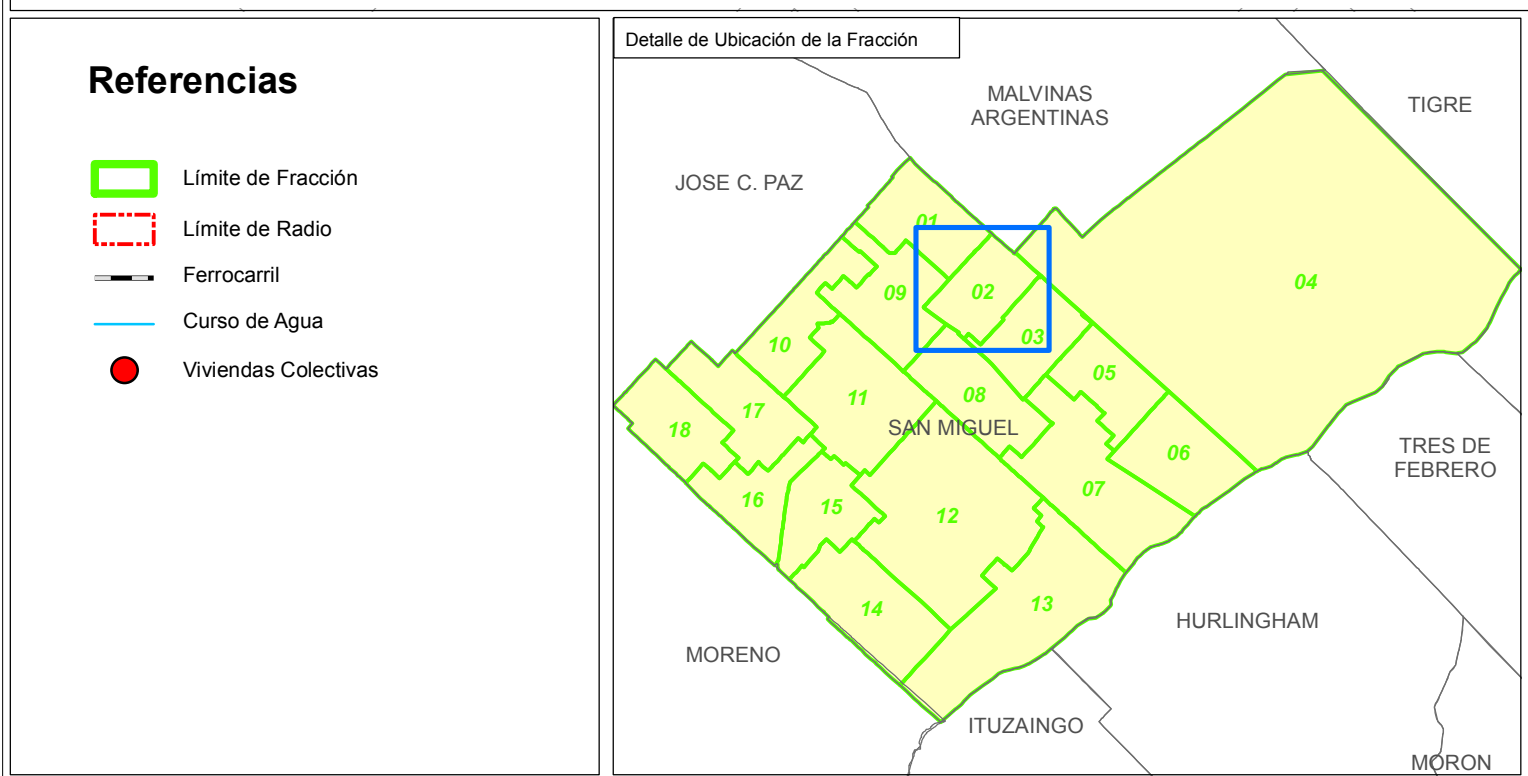 Referencias
Límite de Fracción
Límite de Radio
Ferrocarril
Curso de Agua
Viviendas Colectivas
Detalle de Ubicación de la Fracción
MALVINAS
ARGENTINAS
TIGRE
JOSE C. PAZ
01
04
09
02
03
10
05
11
08
17
SAN MIGUEL
18
06
TRES DE
FEBRERO
16
15
12
07
14
13
HURLINGHAM
MORENO
ITUZAINGO
MORON